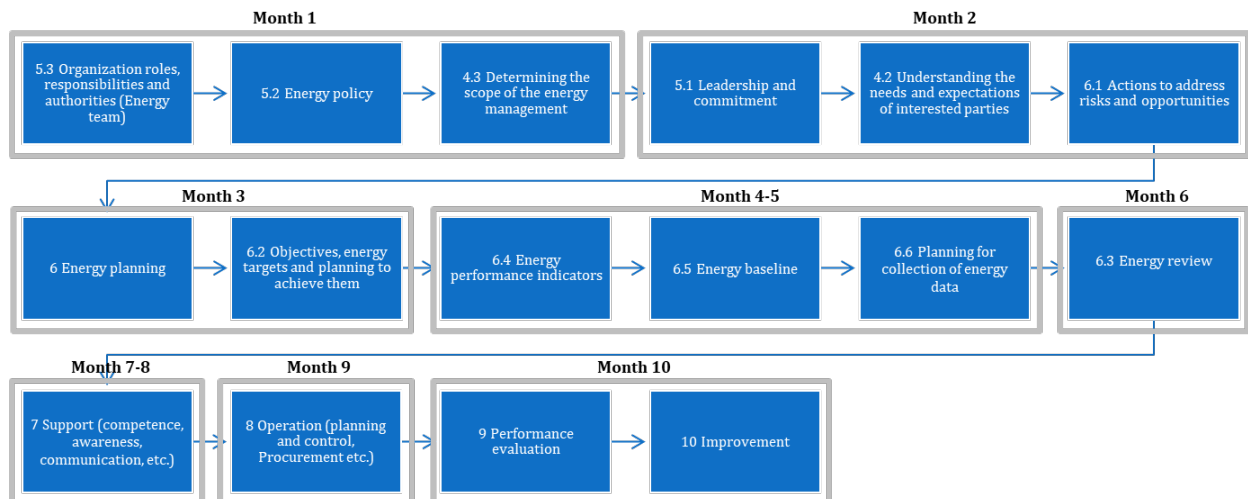 Month 1
Month 2
5.3 Organization roles,
responsibilities and
authorities (Energy
team)
5.2 Energy policy
4.3 Determining the
scope of the energy
management
5.1 Leadership and
commitment
4.2 Understanding the
needs and expectations
of interested parties
6.1 Actions to address
risks and opportunities
Month 3
Month 4-5
Month 6
6 Energy planning
6.2 Objectives, energy
targets and planning to
achieve them
6.4 Energy
performance indicators
6.5 Energy baseline
6.6 Planning for
collection of energy
data
6.3 Energy review
Month 7-8
Month 9
Month 10
7 Support (competence,
awareness,
communication, etc.)
8 Operation (planning
and control,
Procurement etc.)
9 Performance
evaluation
10 Improvement